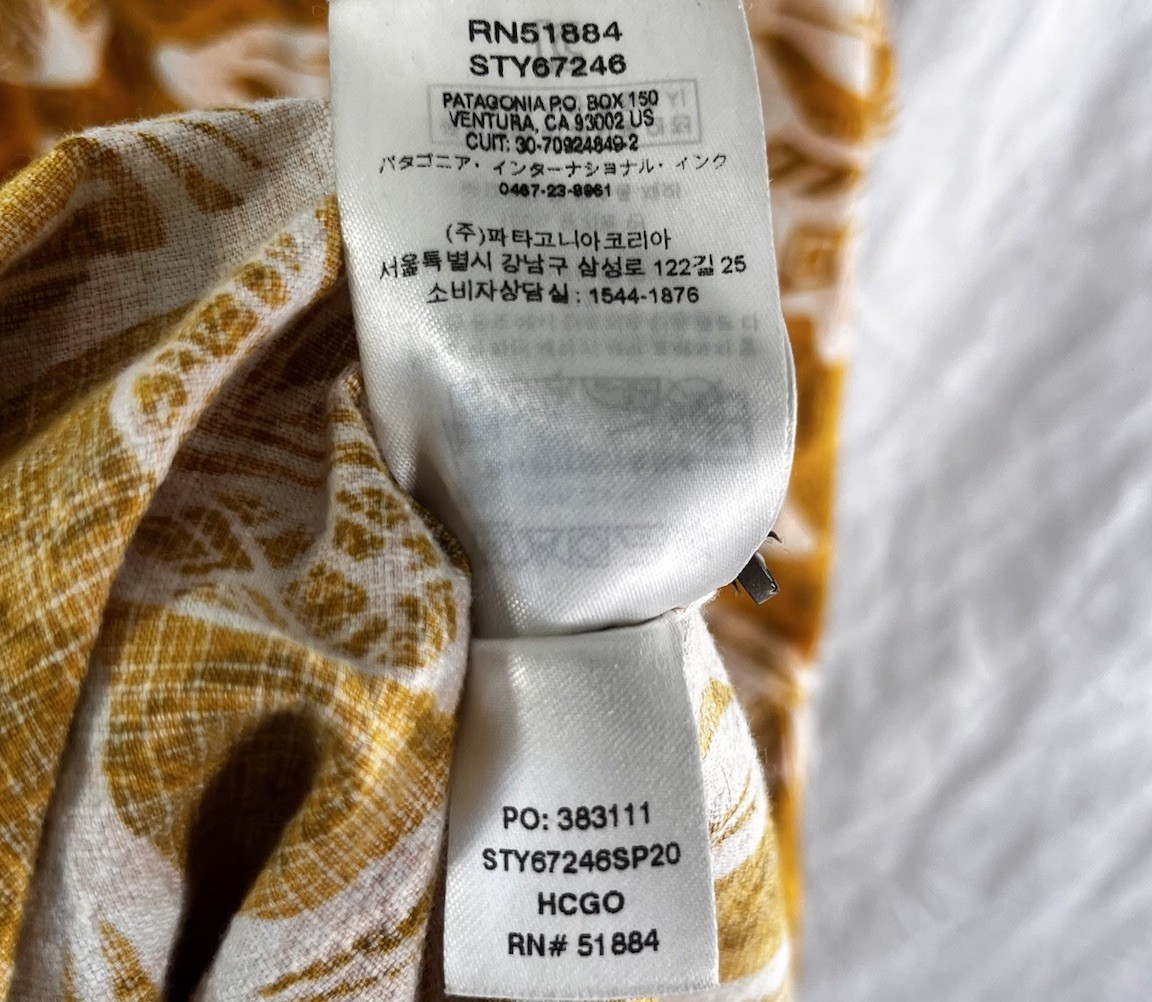 RN51884
STY67246
PATAGONIA P.O. BOX 150
VENTURA, CA 93002 US
CUIT: 30-70924849-2
パタゴニア・インターナショナル・インク
0467-23-8961
(주)파타고니아코리아
서울특별시 강남구 삼성로 122길 25
소비자상담실 : 1544-1876
PO: 383111
STY67246SP20
HCGO
RN# 51884